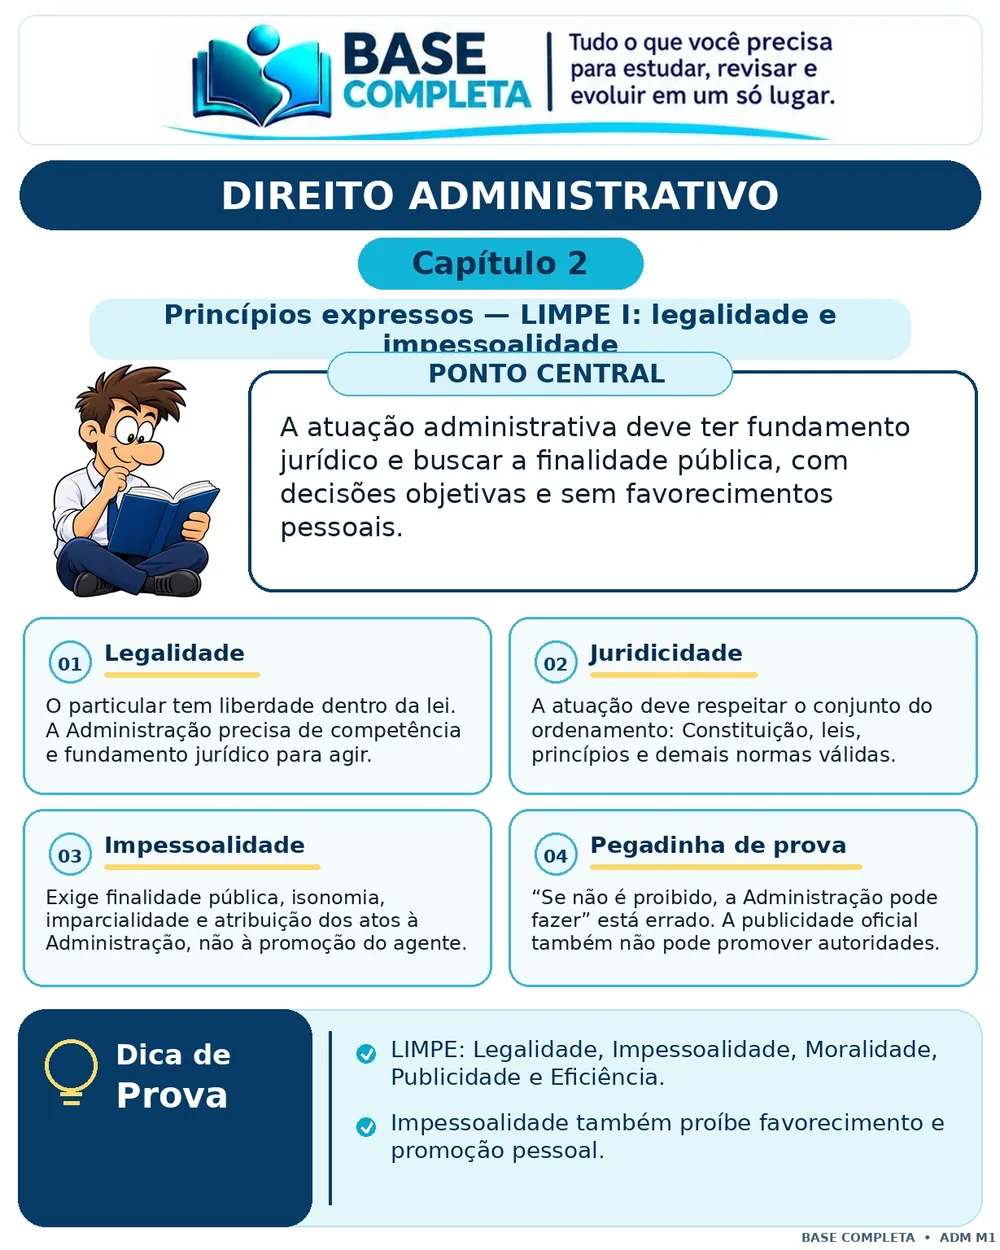 BASE
COMPLETA
Tudo o que você precisa
para estudar, revisar e
evoluir em um só lugar.
DIREITO ADMINISTRATIVO
Capítulo 2
Princípios expressos — LIMPE I: legalidade e
impessoalidade
PONTO CENTRAL
A atuação administrativa deve ter fundamento
jurídico e buscar a finalidade pública, com
decisões objetivas e sem favorecimentos
pessoais.
01 Legalidade
O particular tem liberdade dentro da lei.
A Administração precisa de competência
e fundamento jurídico para agir.
02 Juridicidade
A atuação deve respeitar o conjunto do
ordenamento: Constituição, leis,
princípios e demais normas válidas.
03 Impessoalidade
Exige finalidade pública, isonomia,
imparcialidade e atribuição dos atos à
Administração, não à promoção do agente.
04 Pegadinha de prova
“Se não é proibido, a Administração pode
fazer” está errado. A publicidade oficial
também não pode promover autoridades.
Dica de
Prova
LIMPE: Legalidade, Impessoalidade, Moralidade,
Publicidade e Eficiência.
Impessoalidade também proíbe favorecimento e
promoção pessoal.
BASE COMPLETA • ADM M1